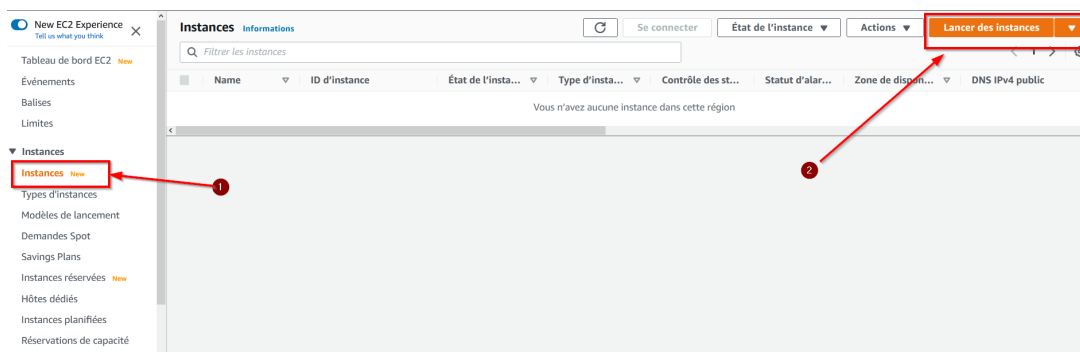 New EC2 Experience
Tell us what you think
Tableau de bord EC2 New
Événements
Balises
Limites
Instances
Instances New
Types d'instances
Modèles de lancement
Demandes Spot
Savings Plans
Instances réservées New
Hôtes dédiés
Instances planifiées
Réservations de capacité
Instances Informations
Se connecter
État de l'instance
Actions
Lancer des instances
Filtrer les instances
1
Name
ID d'instance
État de l'insta...
Type d'insta...
Contrôle des st...
Statut d'alar...
Zone de dispon...
DNS IPv4 public
Vous n'avez aucune instance dans cette région
1
2